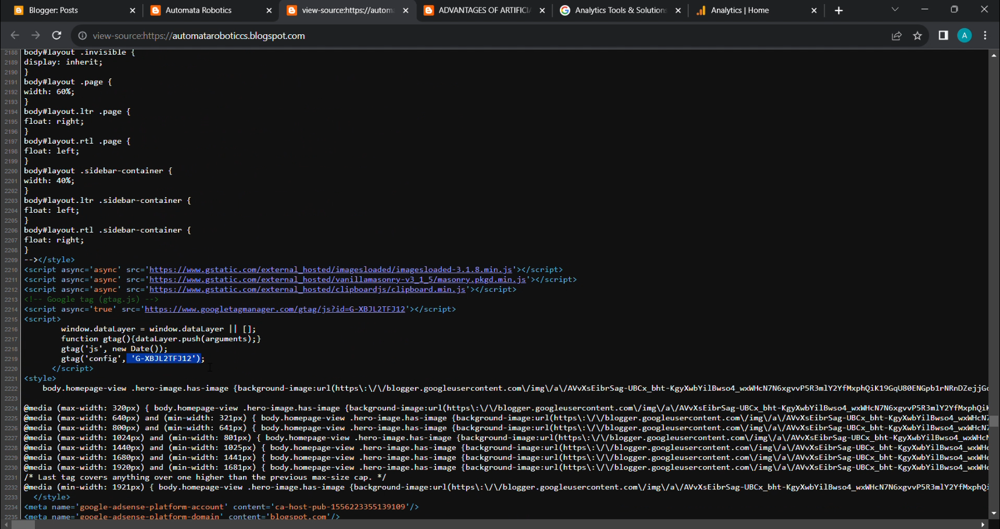 Blogger: Posts
Automata Robotics
view-source:https://autom
ADVANTAGES OF ARTIFICI
Analytics Tools & Solution
Analytics | Home
view-source:https://automataroboticcs.blogspot.com
A
2188 body#layout .invisible {
2189 display: inherit;
2190 }
2191 body#layout .page {
2192 width: 60%;
2193 }
2194 body#layout.ltr .page {
2195 float: right;
2196 }
2197 body#layout.rtl .page {
2198 float: left;
2199 }
2200 body#layout .sidebar-container {
2201 width: 40%;
2202 }
2203 body#layout.ltr .sidebar-container {
2204 float: left;
2205 }
2206 body#layout.rtl .sidebar-container {
2207 float: right;
2208 }
2209 --></style>
2210 <script async='async' src='https://www.gstatic.com/external_hosted/imagesloaded/imagesloaded-3.1.8.min.js'></script>
2211 <script async='async' src='https://www.gstatic.com/external_hosted/vanillamasonry-v3_1_5/masonry.pkgd.min.js'></script>
2212 <script async='async' src='https://www.gstatic.com/external_hosted/clipboardjs/clipboard.min.js'></script>
2213 <!-- Google tag (gtag.js) -->
2214 <script async='true' src='https://www.googletagmanager.com/gtag/js?id=G-XBJL2TFJ12'></script>
2215 <script>
2216 window.dataLayer = window.dataLayer || [];
2217 function gtag(){dataLayer.push(arguments);}
2218 gtag('js', new Date());
2219 gtag('config', 'G-XBJL2TFJ12');
2220 </script>
2221 <style>
2222 body.homepage-view .hero-image.has-image {background-image:url(https\:\/\/blogger.googleusercontent.com\/img\/a\/AVvXsEibrSag-UBCx_bht-KgyXwbYilBwso4_wxWHcN7N6xgvvP5R3mlY2YfMxphQiK19GqU80ENGpb1rNRnDZejjG
2223
2224 @media (max-width: 320px) { body.homepage-view .hero-image.has-image {background-image:url(https\:\/\/blogger.googleusercontent.com\/img\/a\/AVvXsEibrSag-UBCx_bht-KgyXwbYilBwso4_wxWHcN7N6xgvvP5R3mlY2YfMxphQi
2225 @media (max-width: 640px) and (min-width: 321px) { body.homepage-view .hero-image.has-image {background-image:url(https\:\/\/blogger.googleusercontent.com\/img\/a\/AVvXsEibrSag-UBCx_bht-KgyXwbYilBwso4_wxWHcN7
2226 @media (max-width: 800px) and (min-width: 641px) { body.homepage-view .hero-image.has-image {background-image:url(https\:\/\/blogger.googleusercontent.com\/img\/a\/AVvXsEibrSag-UBCx_bht-KgyXwbYilBwso4_wxWHcN7
2227 @media (max-width: 1024px) and (min-width: 801px) { body.homepage-view .hero-image.has-image {background-image:url(https\:\/\/blogger.googleusercontent.com\/img\/a\/AVvXsEibrSag-UBCx_bht-KgyXwbYilBwso4_wxWHc
2228 @media (max-width: 1440px) and (min-width: 1025px) { body.homepage-view .hero-image.has-image {background-image:url(https\:\/\/blogger.googleusercontent.com\/img\/a\/AVvXsEibrSag-UBCx_bht-KgyXwbYilBwso4_wxWH
2229 @media (max-width: 1680px) and (min-width: 1441px) { body.homepage-view .hero-image.has-image {background-image:url(https\:\/\/blogger.googleusercontent.com\/img\/a\/AVvXsEibrSag-UBCx_bht-KgyXwbYilBwso4_wxWH
2230 @media (max-width: 1920px) and (min-width: 1681px) { body.homepage-view .hero-image.has-image {background-image:url(https\:\/\/blogger.googleusercontent.com\/img\/a\/AVvXsEibrSag-UBCx_bht-KgyXwbYilBwso4_wxWH
2231 /* Last tag covers anything over one higher than the previous max-size cap. */
2232 @media (min-width: 1921px) { body.homepage-view .hero-image.has-image {background-image:url(https\:\/\/blogger.googleusercontent.com\/img\/a\/AVvXsEibrSag-UBCx_bht-KgyXwbYilBwso4_wxWHcN7N6xgvvP5R3mlY2YfMxphQ
2233 </style>
2234 <meta name='google-adsense-platform-account' content='ca-host-pub-1556223355139109'/>
2235 <meta name='google-adsense-platform-domain' content='blogspot.com'/>